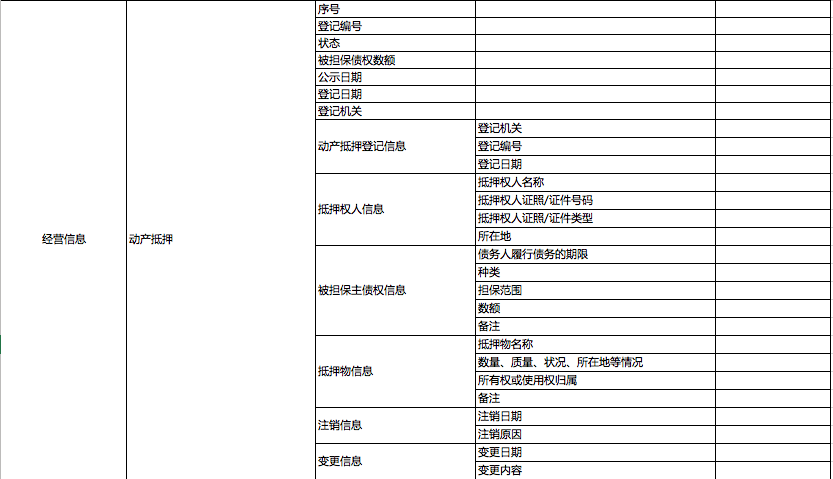 序号
登记编号
状态
被担保债权数额
公示日期
登记日期
登记机关
动产抵押登记信息
登记机关
登记编号
登记日期
抵押权人信息
抵押权人名称
抵押权人证照/证件号码
抵押权人证照/证件类型
所在地
经营信息
动产抵押
被担保主债权信息
债务人履行债务的期限
种类
担保范围
数额
备注
抵押物信息
抵押物名称
数量、质量、状况、所在地等情况
所有权或使用权归属
备注
注销信息
注销日期
注销原因
变更信息
变更日期
变更内容